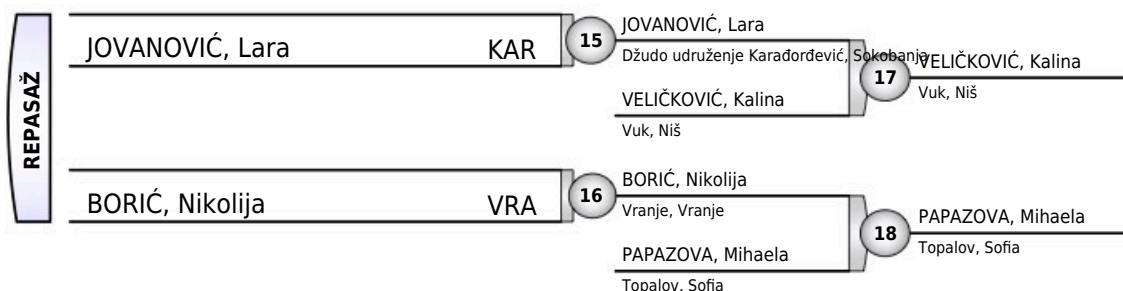 REPASAŽ
JOVANOVIĆ, Lara KAR
15
JOVANOVIĆ, Lara
Džudo udruženje Karađorđević, Sokobanja
VELIČKOVIĆ, Kalina
Vuk, Niš
17
VELIČKOVIĆ, Kalina
Vuk, Niš
BORIĆ, Nikolija VRA
16
BORIĆ, Nikolija
Vranje, Vranje
PAPAZOVA, Mihaela
Topalov, Sofia
18
PAPAZOVA, Mihaela
Topalov, Sofia